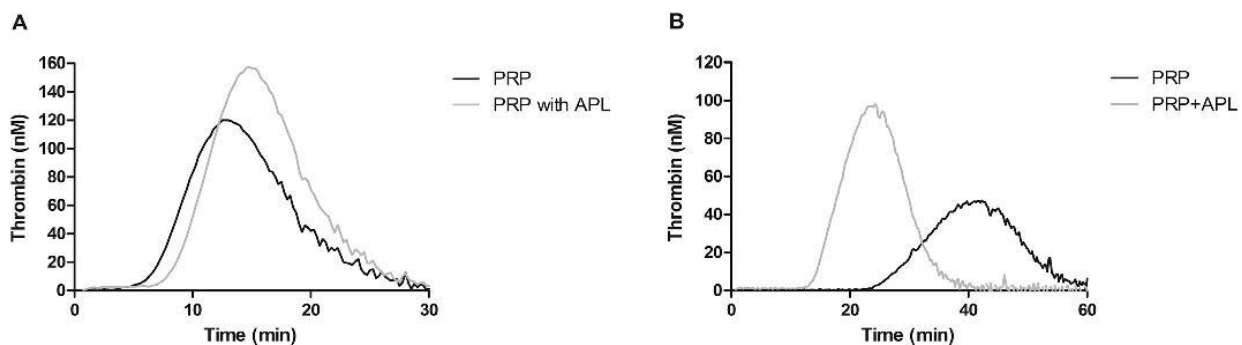 A
Thrombin (nM)
160
140
120
100
80
60
40
20
0
0 10 20 30
Time (min)
PRP
PRP with APL
B
Thrombin (nM)
120
100
80
60
40
20
0
0 20 40 60
Time (min)
PRP
PRP+APL